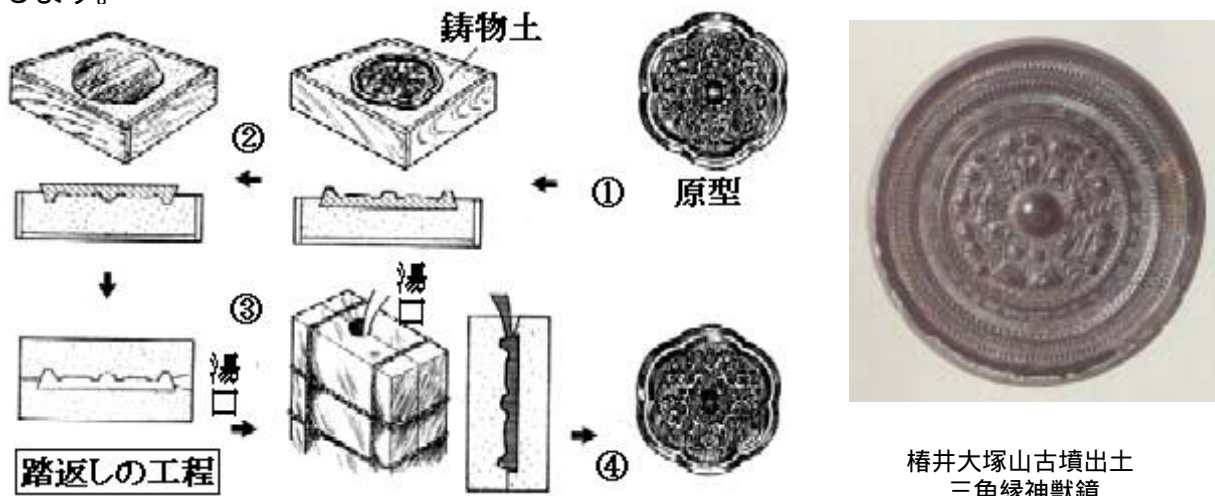 します。
鋳物土
②
①
原型
③
湯口
湯口
④
踏返しの工程
椿井大塚山古墳出土
三角縁神獣鏡